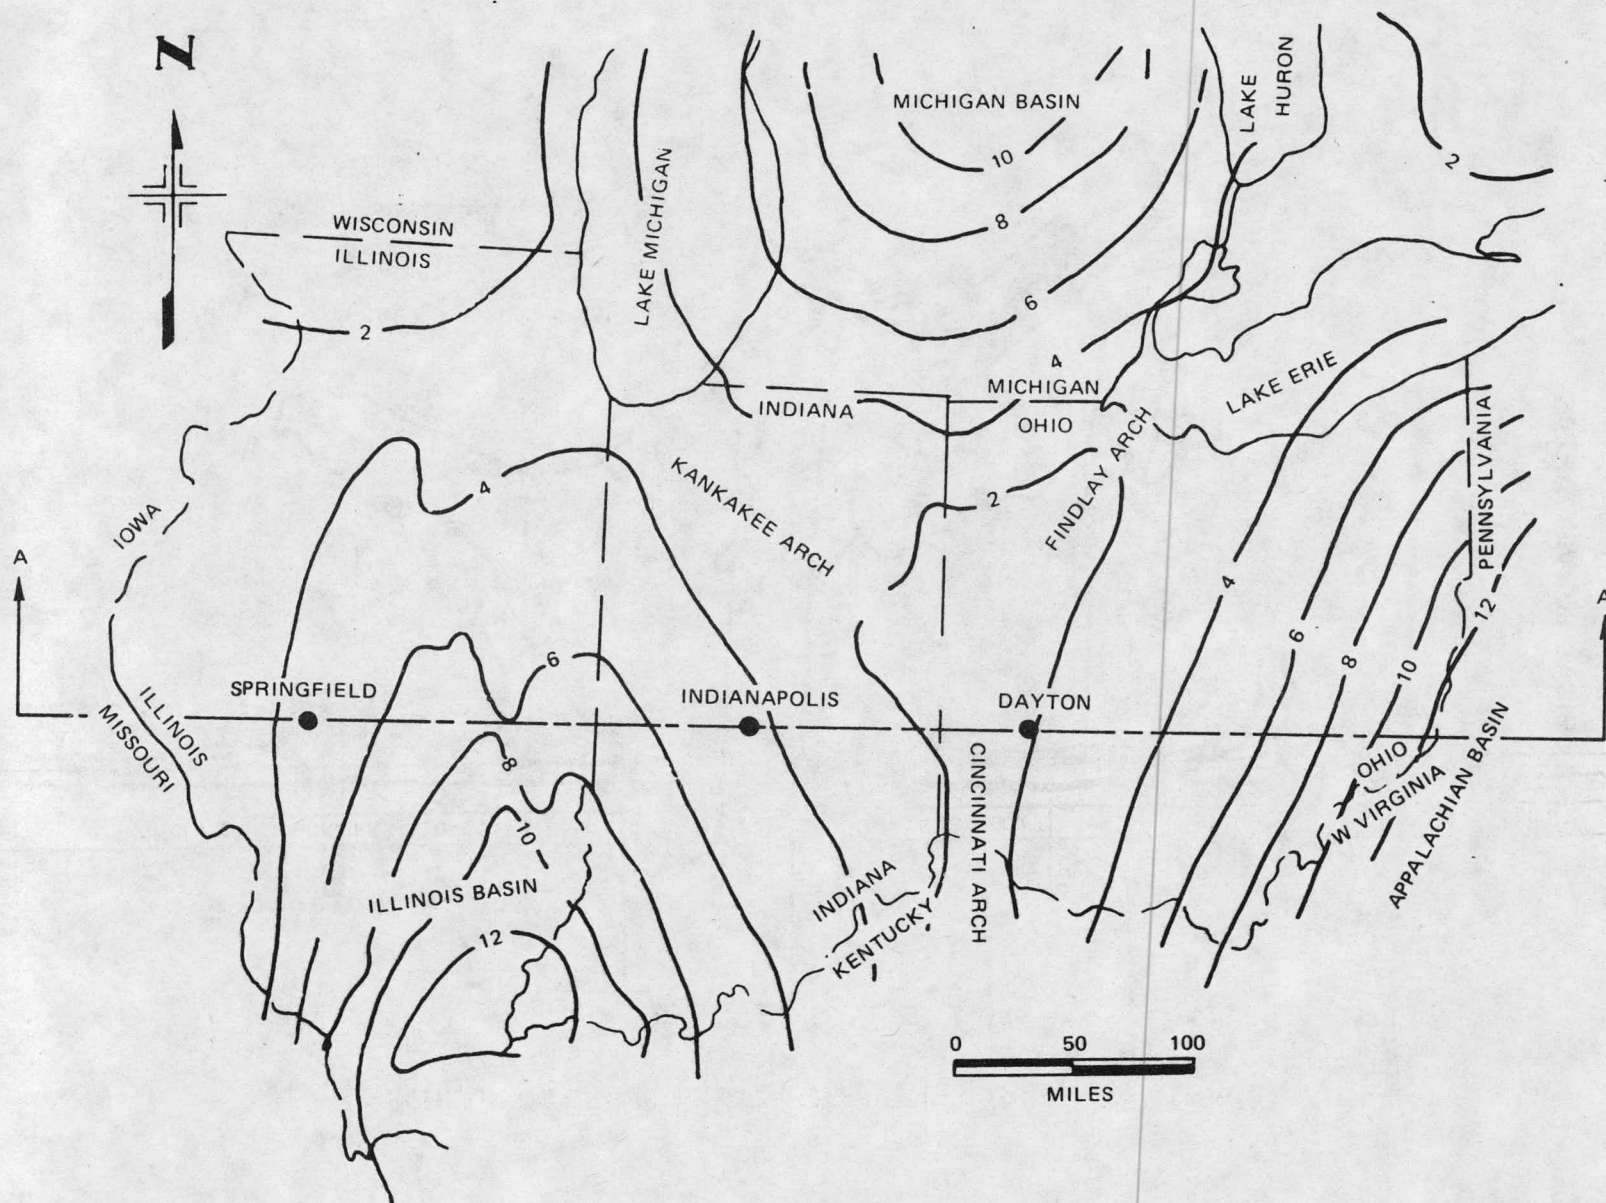 N
LAKE
HURON
MICHIGAN BASIN
10
2
LAKE MICHIGAN
WISCONSIN
ILLINOIS
8
6
2
4
MICHIGAN
OHIO
INDIANA
LAKE ERIE
PENNSYLVANIA
KANKAKEE ARCH
FINDLAY ARCH
4
2
IOWA
A
A
4
12
6
6
8
10
SPRINGFIELD
INDIANAPOLIS
DAYTON
ILLINOIS
MISSOURI
8
OHIO
W VIRGINIA
APPALACHIAN BASIN
10
CINCINNATI ARCH
ILLINOIS BASIN
INDIANA
KENTUCKY
12
0 50 100
MILES